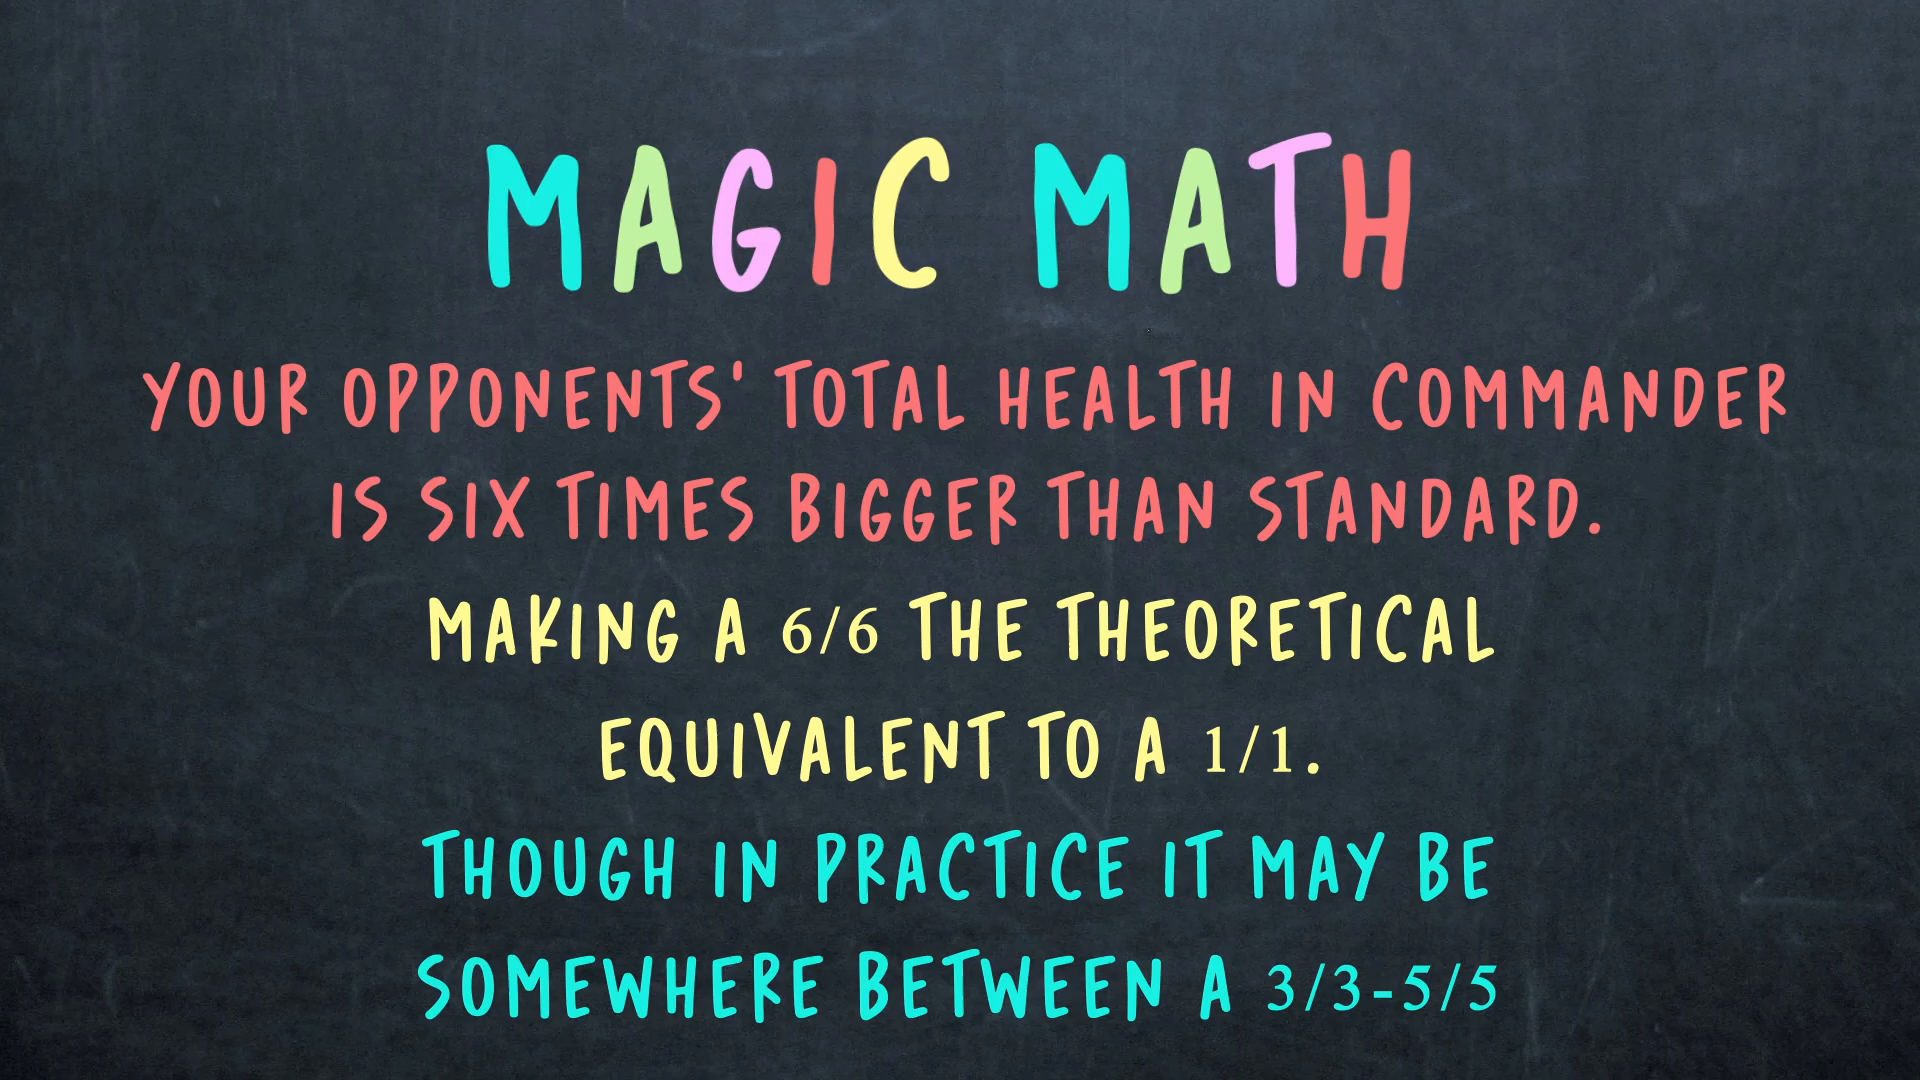 MAGIC MATH
YOUR OPPONENTS' TOTAL HEALTH IN COMMANDER
IS SIX TIMES BIGGER THAN STANDARD.
MAKING A 6/6 THE THEORETICAL
EQUIVALENT TO A 1/1.
THOUGH IN PRACTICE IT MAY BE
SOMEWHERE BETWEEN A 3/3-5/5